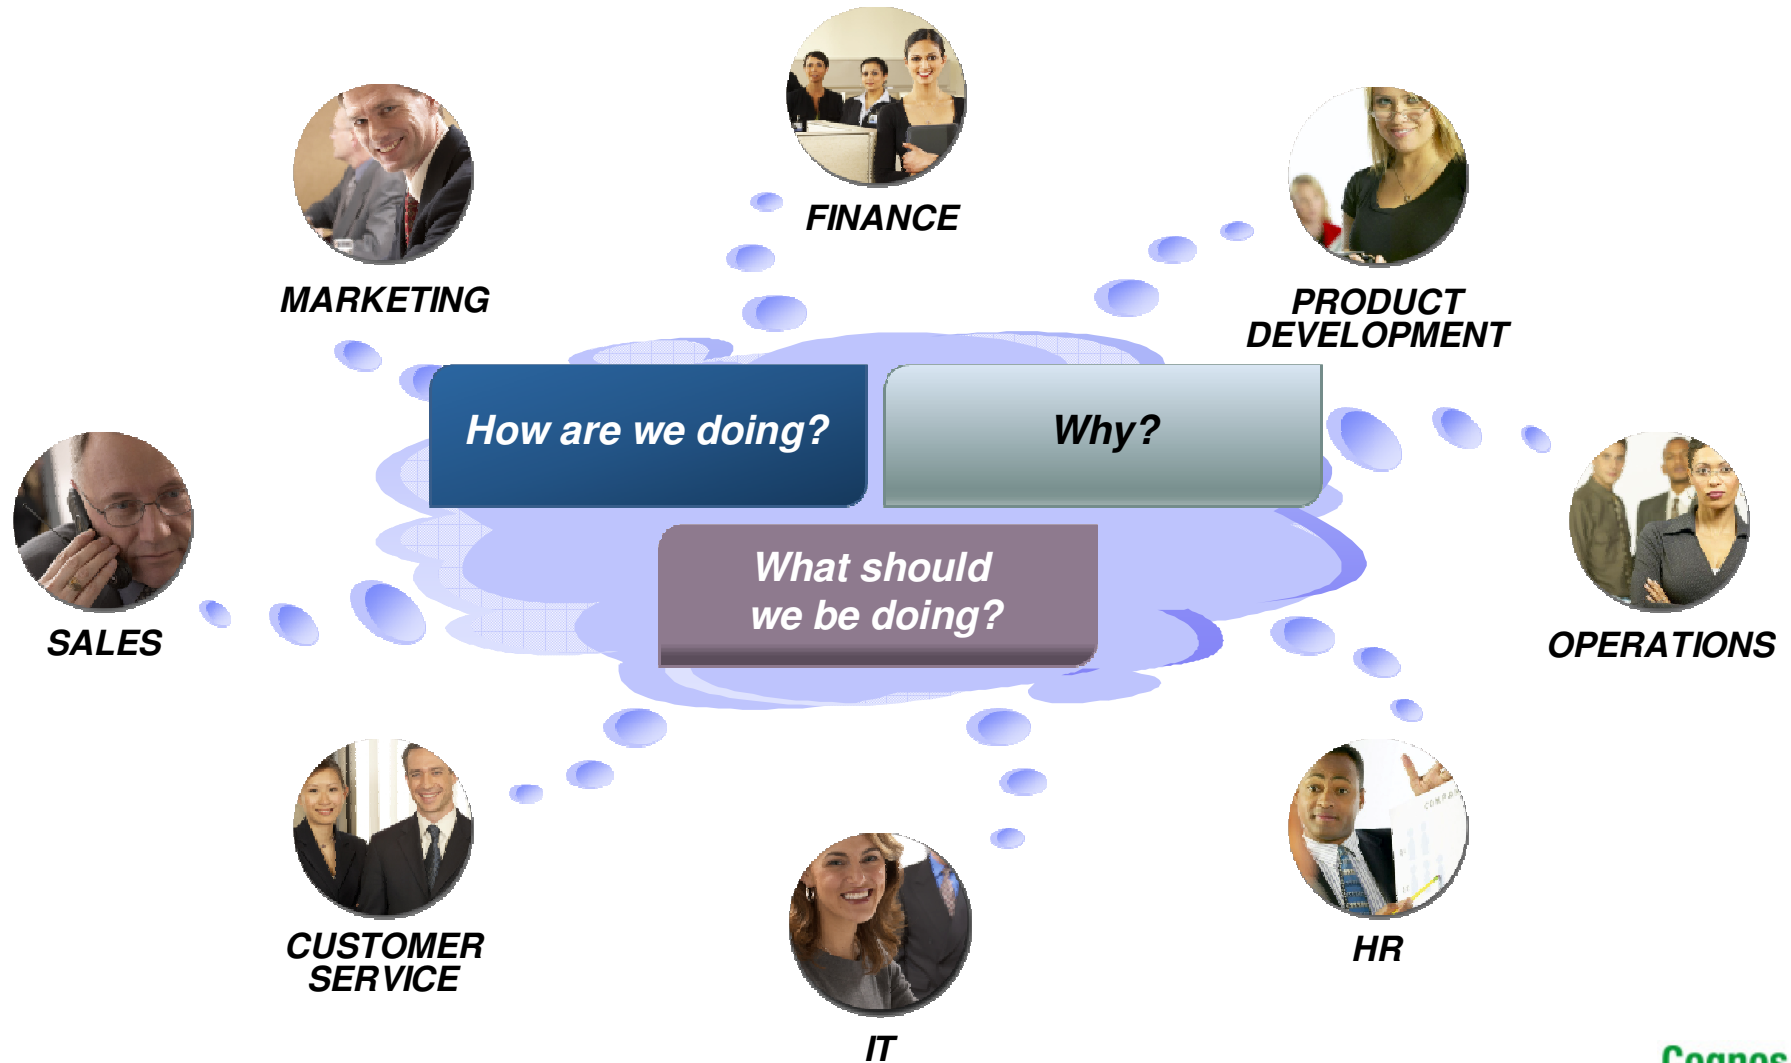 FINANCE
MARKETING
PRODUCT
DEVELOPMENT
How are we doing?
Why?
What should
we be doing?
SALES
OPERATIONS
CUSTOMER
SERVICE
HR
IT
Cognos